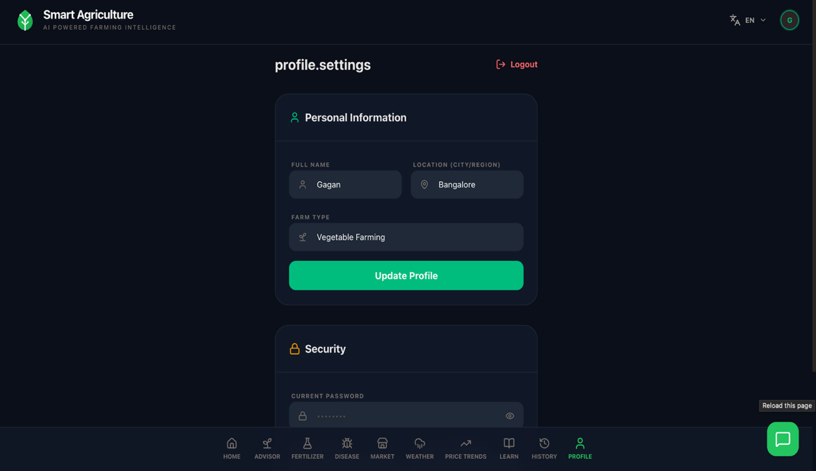 Smart Agriculture
AI POWERED FARMING INTELLIGENCE
EN
G
profile.settings
Logout
Personal Information
FULL NAME
LOCATION (CITY/REGION)
Gagan
Bangalore
FARM TYPE
Vegetable Farming
Update Profile
Security
CURRENT PASSWORD
••••••••
Reload this page
HOME
ADVISOR
FERTILIZER
DISEASE
MARKET
WEATHER
PRICE TRENDS
LEARN
HISTORY
PROFILE